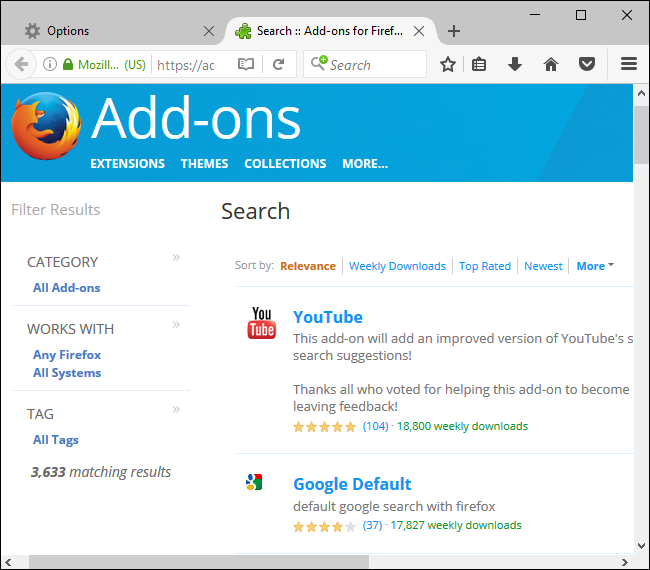 Options
Search :: Add-ons for Firef...
Mozill... (US)
https://ac
Search
Add-ons
EXTENSIONS THEMES COLLECTIONS MORE...
Filter Results
Search
CATEGORY
All Add-ons
WORKS WITH
Any Firefox
All Systems
TAG
All Tags
3,633 matching results
Sort by: Relevance Weekly Downloads Top Rated Newest More
You
Tube
YouTube
This add-on will add an improved version of YouTube's s
search suggestions!
Thanks all who voted for helping this add-on to become
leaving feedback!
(104) · 18,800 weekly downloads
Google Default
default google search with firefox
(37) · 17,827 weekly downloads